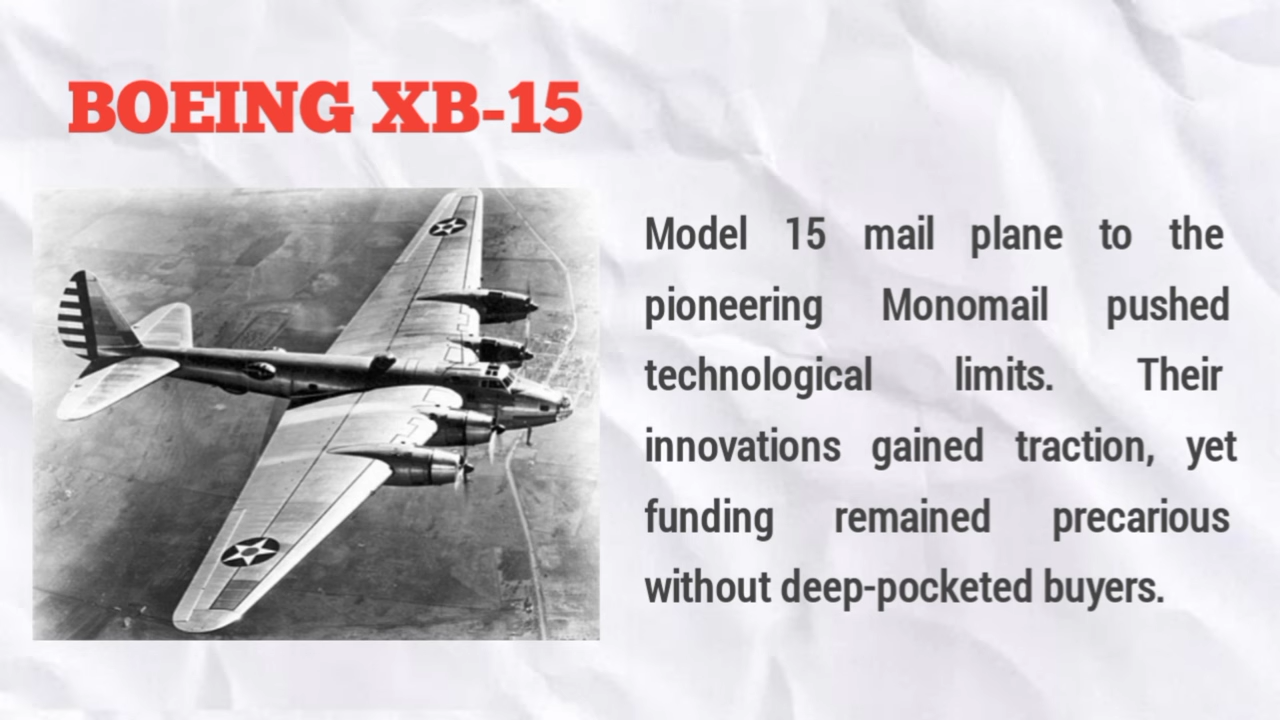 BOEING XB-15
Model 15 mail plane to the
pioneering Monomail pushed
technological limits. Their
innovations gained traction, yet
funding remained precarious
without deep-pocketed buyers.